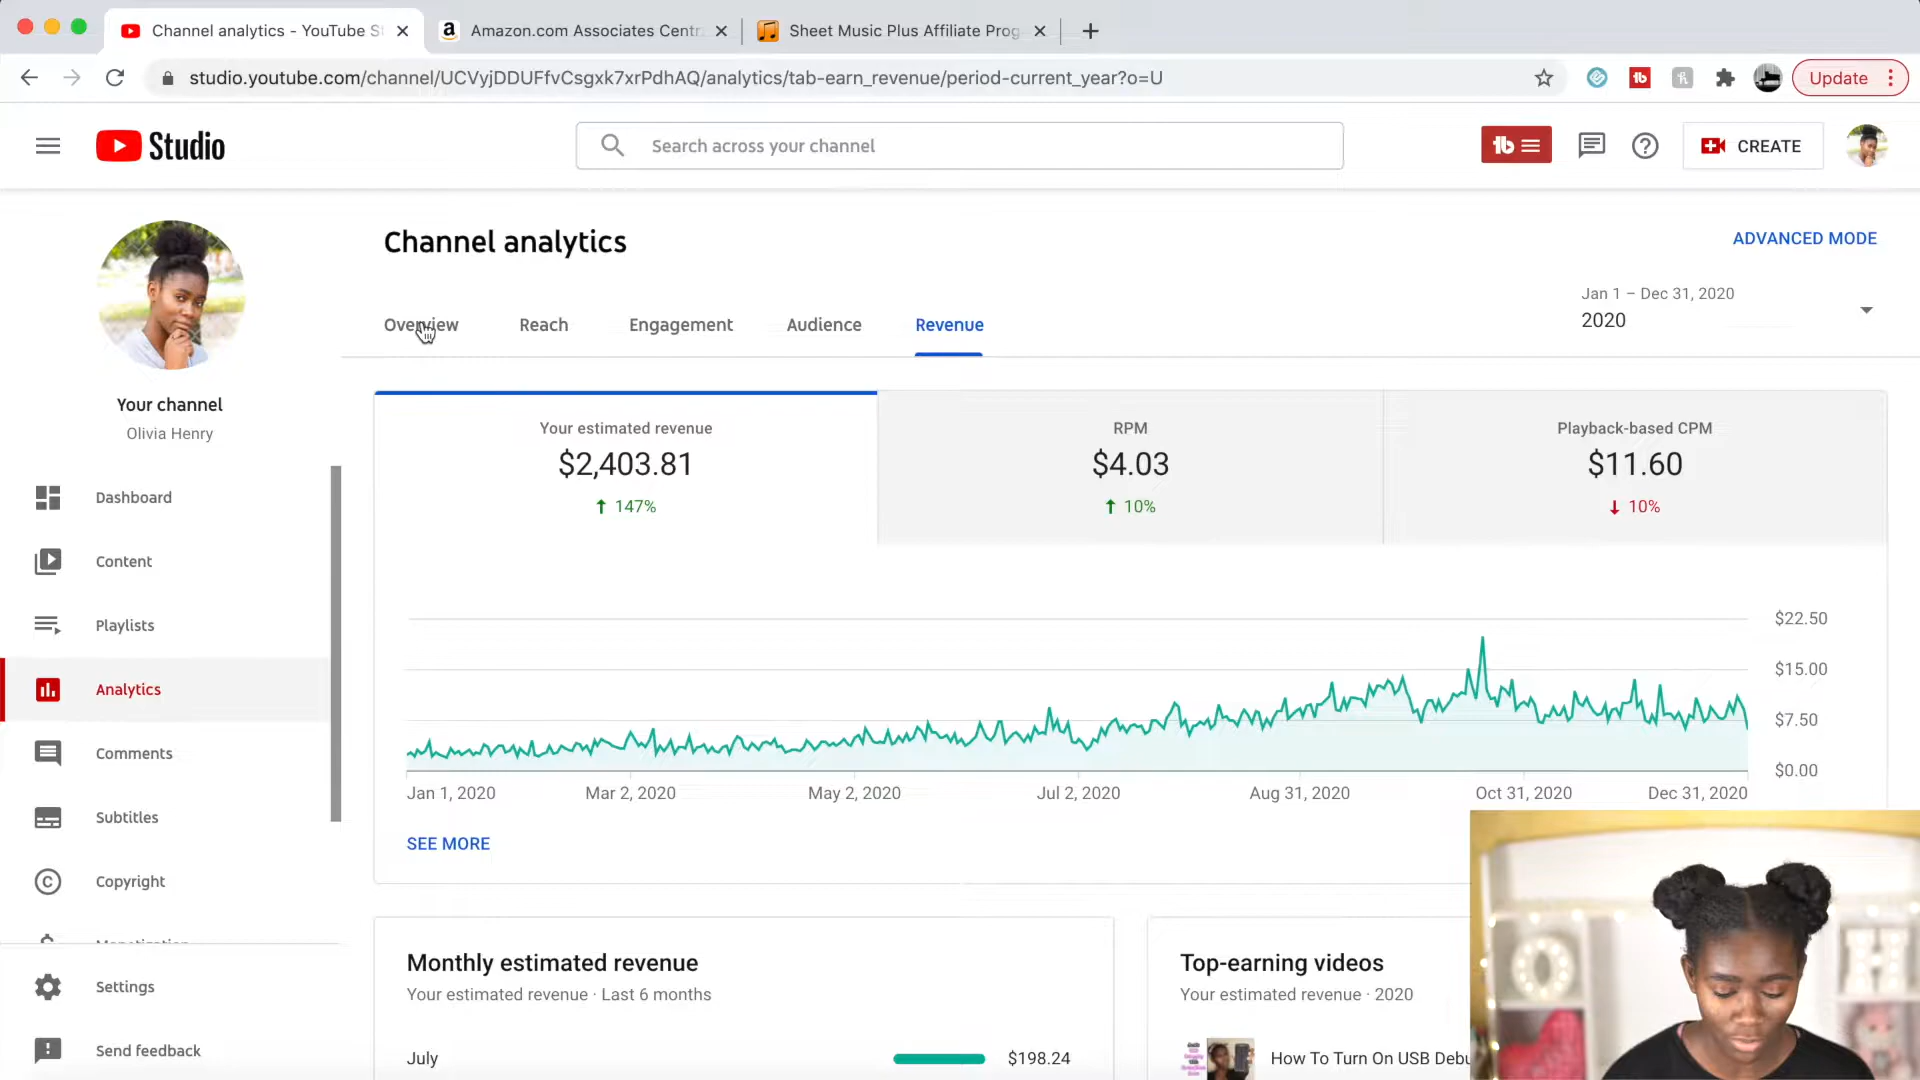 Channel analytics - YouTube S
Amazon.com Associates Centr
Sheet Music Plus Affiliate Prog
studio.youtube.com/channel/UCVyjDDUFfvCsgxk7xrPdhAQ/analytics/tab-earn_revenue/period-current_year?o=U
Update
Studio
Search across your channel
CREATE
Channel analytics
ADVANCED MODE
Jan 1 – Dec 31, 2020
2020
Overview
Reach
Engagement
Audience
Revenue
Your channel
Olivia Henry
Dashboard
Content
Playlists
Analytics
Comments
Subtitles
Copyright
Monetization
Settings
Send feedback
Your estimated revenue
$2,403.81
147%
RPM
$4.03
10%
Playback-based CPM
$11.60
10%
$22.50
$15.00
$7.50
$0.00
Jan 1, 2020
Mar 2, 2020
May 2, 2020
Jul 2, 2020
Aug 31, 2020
Oct 31, 2020
Dec 31, 2020
SEE MORE
Monthly estimated revenue
Your estimated revenue · Last 6 months
July
$198.24
Top-earning videos
Your estimated revenue · 2020
How To Turn On USB Debu
O H